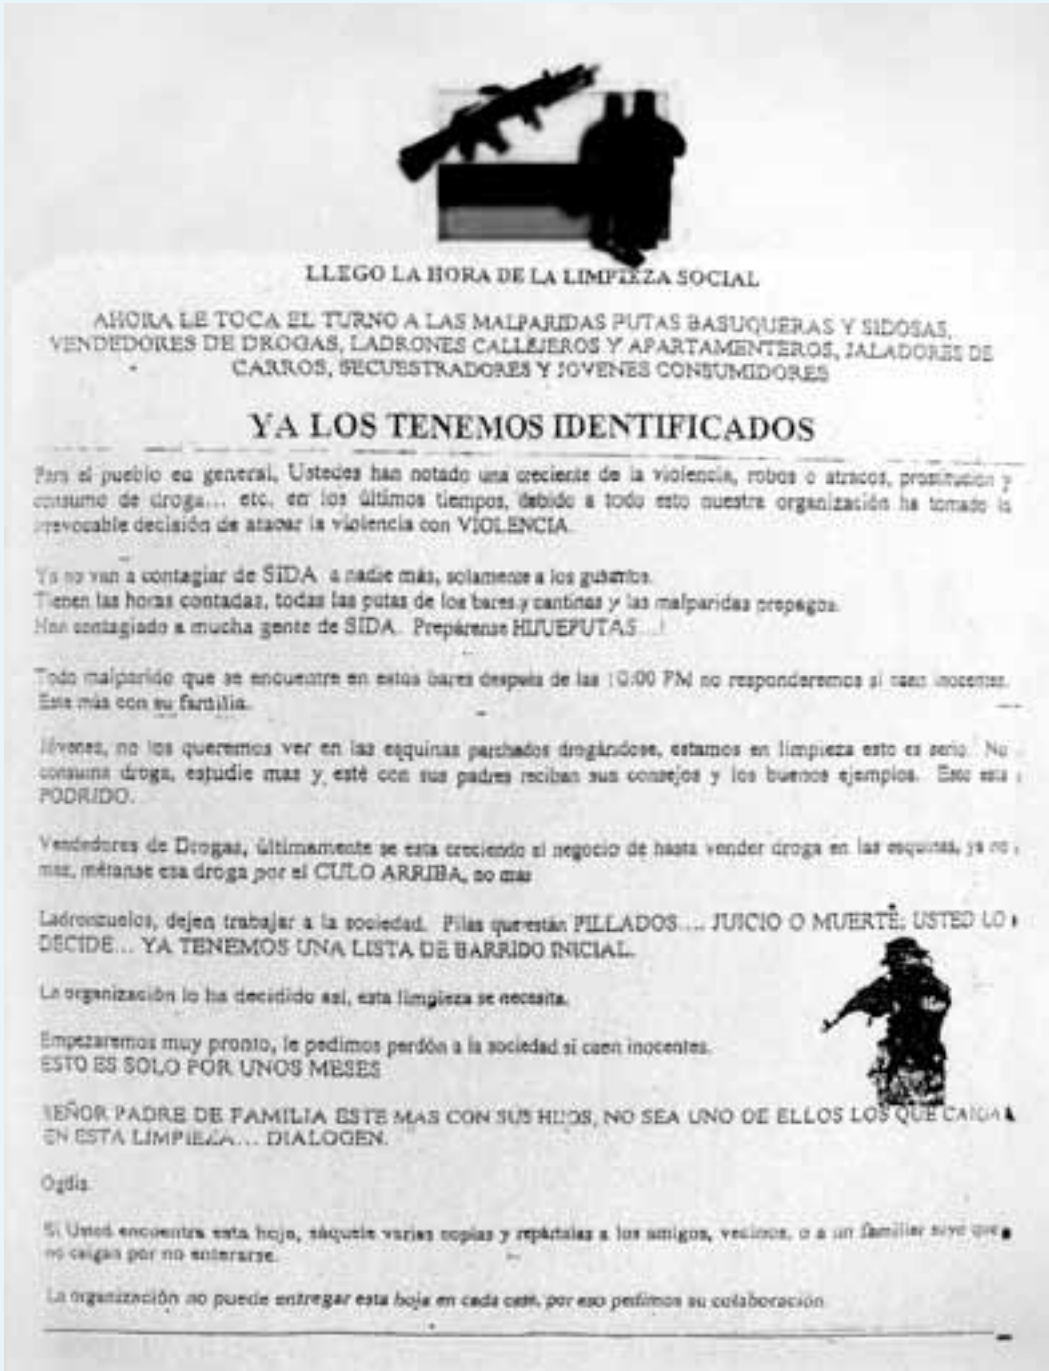 LLEGO LA HORA DE LA LIMPIEZA SOCIAL
AHORA LE TOCA EL TURNO A LAS MALPARIDAS PUTAS BASUQUERAS Y SIDOSAS,
VENDEDORES DE DROGAS, LADRONES CALLEJEROS Y APARTAMENTEROS, JALADORES DE
CARROS, SECUESTRADORES Y JOVENES CONSUMIDORES
YA LOS TENEMOS IDENTIFICADOS
Para el pueblo en general, Ustedes han notado una creciente de la violencia, robos o atracos, prostitución y
consumo de droga... etc. en los últimos tiempos, debido a todo esto nuestra organización ha tomado la
irrevocable decisión de atacar la violencia con VIOLENCIA.
Ya no van a contagiar de SIDA a nadie más, solamente a los gusanos.
Tienen las horas contadas, todas las putas de los bares y cantinas y las malparidas prepagos.
Han contagiado a mucha gente de SIDA. Prepárense HIJUEPUTAS...!
Todo malparido que se encuentre en estos bares después de las 10:00 PM no responderemos si caen inocentes.
Este más con su familia.
Jóvenes, no los queremos ver en las esquinas parchados drogándose, estamos en limpieza esto es serio. No
consuma droga, estudie mas y esté con sus padres reciban sus consejos y los buenos ejemplos. Esto esta
PODRIDO.
Vendedores de Drogas, últimamente se esta creciendo el negocio de hasta vender droga en las esquinas, ya no
mas, métanse esa droga por el CULO ARRIBA, no mas
Ladronzuelos, dejen trabajar a la sociedad. Pilas que están PILLADOS.... JUICIO O MUERTE; USTED LO
DECIDE... YA TENEMOS UNA LISTA DE BARRIDO INICIAL.
La organización lo ha decidido así, esta limpieza se necesita.
Empezaremos muy pronto, le pedimos perdón a la sociedad si caen inocentes.
ESTO ES SOLO POR UNOS MESES
SEÑOR PADRE DE FAMILIA ESTE MAS CON SUS HIJOS, NO SEA UNO DE ELLOS LOS QUE CAIGA
EN ESTA LIMPIEZA... DIALOGEN.
Si Usted encuentra esta hoja, sáquele varias copias y repártalas a los amigos, vecinos, o a un familiar suyo que
no caigan por no enterarse.
La organización no puede entregar esta hoja en cada casa, por eso pedimos su colaboración